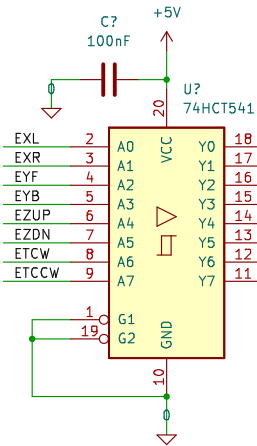 +5V
C?
100nF
0
U?
74HCT541
20
VCC
EXL 2 A0 Y0 18
EXR 3 A1 Y1 17
EYF 4 A2 Y2 16
EYB 5 A3 Y3 15
EZUP 6 A4 Y4 14
EZDN 7 A5 Y5 13
ETCW 8 A6 Y6 12
ETCCW 9 A7 Y7 11
1 G1
19 G2
GND
10
0